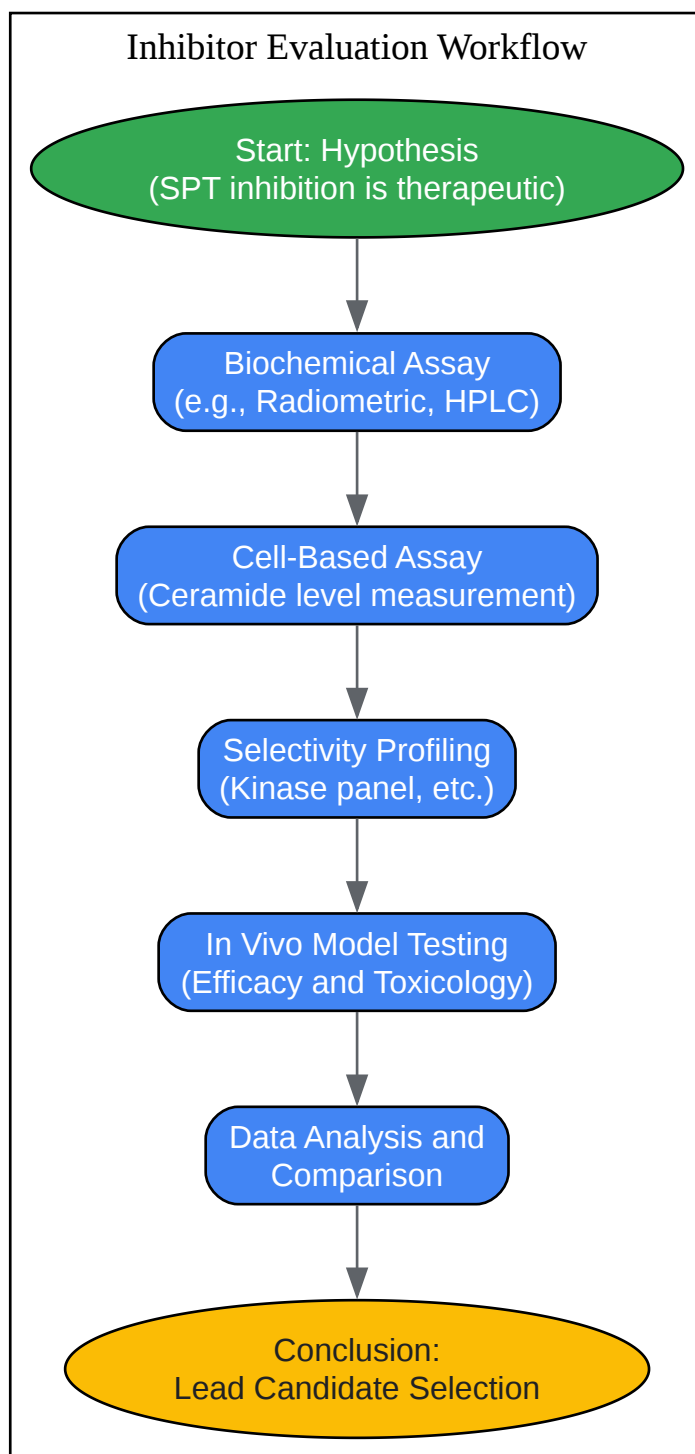 Inhibitor Evaluation Workflow
Start: Hypothesis
(SPT inhibition is therapeutic)
Biochemical Assay
(e.g., Radiometric, HPLC)
Cell-Based Assay
(Ceramide level measurement)
Selectivity Profiling
(Kinase panel, etc.)
In Vivo Model Testing
(Efficacy and Toxicology)
Data Analysis and
Comparison
Conclusion:
Lead Candidate Selection